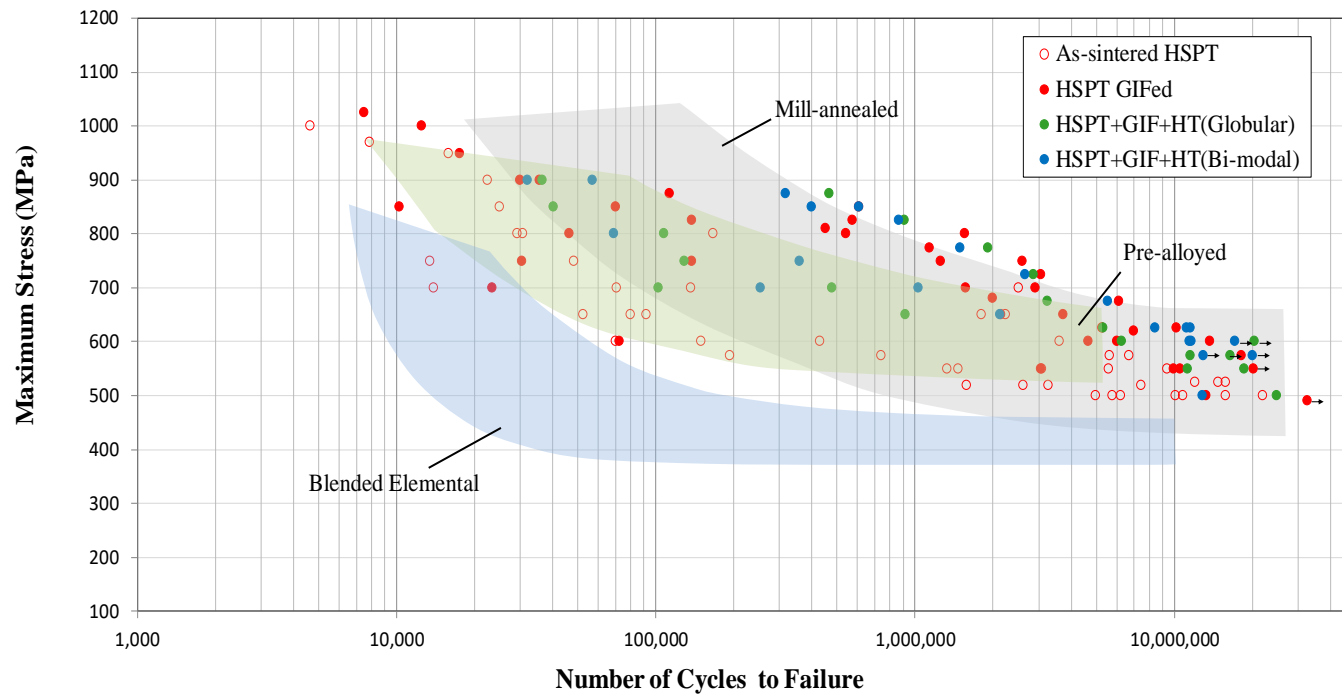 1200
1100
1000
900
800
700
600
500
400
300
200
100
Maximum Stress (MPa)
As-sintered HSPT
HSPT GIFed
HSPT+GIF+HT(Globular)
HSPT+GIF+HT(Bi-modal)
Mill-annealed
Pre-alloyed
Blended Elemental
1,000
10,000
100,000
1,000,000
10,000,000
Number of Cycles to Failure